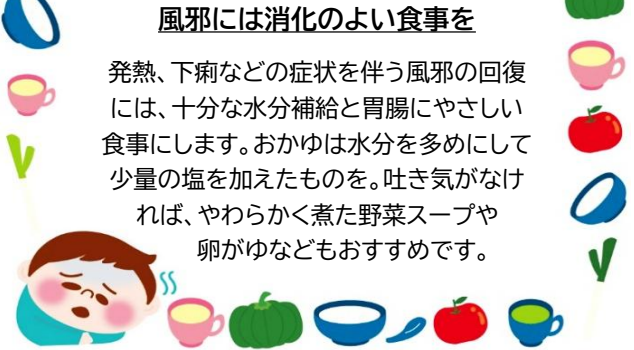 風邪には消化のよい食事を
発熱、下痢などの症状を伴う風邪の回復
には、十分な水分補給と胃腸にやさしい
食事にします。おかゆは水分を多めにして
少量の塩を加えたものを。吐き気がなけ
れば、やわらかく煮た野菜スープや
卵がゆなどもおすすめです。